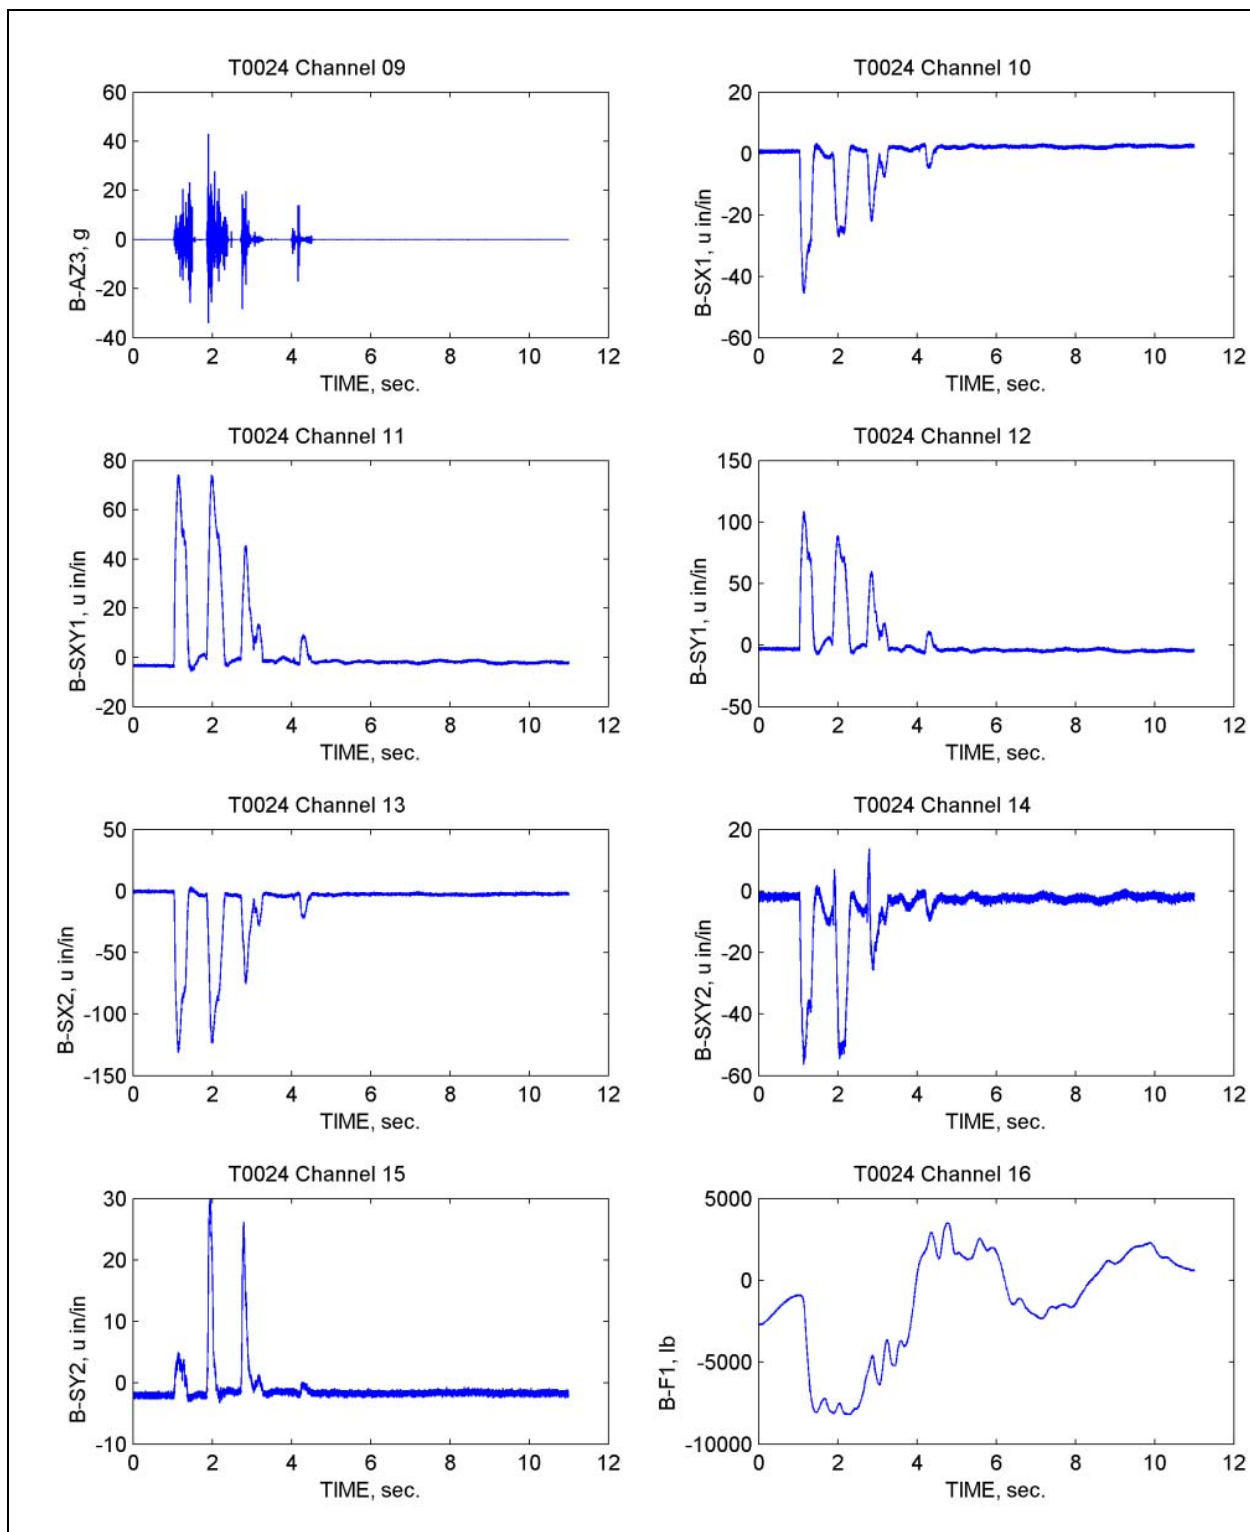 T0024 Channel 09
60
40
20
0
-20
-40
B-AZ3, g
0 2 4 6 8 10 12
TIME, sec.
T0024 Channel 10
20
0
-20
-40
-60
B-SX1, u in/in
0 2 4 6 8 10 12
TIME, sec.
T0024 Channel 11
80
60
40
20
0
-20
B-SXY1, u in/in
0 2 4 6 8 10 12
TIME, sec.
T0024 Channel 12
150
100
50
0
-50
B-SY1, u in/in
0 2 4 6 8 10 12
TIME, sec.
T0024 Channel 13
50
0
-50
-100
-150
B-SX2, u in/in
0 2 4 6 8 10 12
TIME, sec.
T0024 Channel 14
20
0
-20
-40
-60
B-SXY2, u in/in
0 2 4 6 8 10 12
TIME, sec.
T0024 Channel 15
30
20
10
0
-10
B-SY2, u in/in
0 2 4 6 8 10 12
TIME, sec.
T0024 Channel 16
5000
0
-5000
-10000
B-F1, lb
0 2 4 6 8 10 12
TIME, sec.